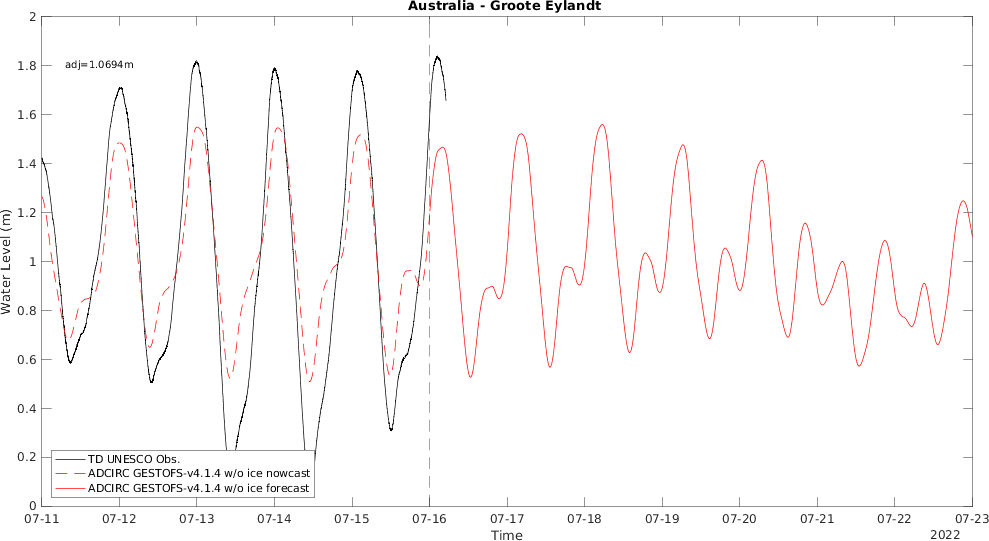 Australia - Groote Eylandt
adj=1.0694m
2
1.8
1.6
1.4
1.2
1
0.8
0.6
0.4
0.2
0
Water Level (m)
TD UNESCO Obs.
ADCIRC GESTOFS-v4.1.4 w/o ice nowcast
ADCIRC GESTOFS-v4.1.4 w/o ice forecast
07-11 07-12 07-13 07-14 07-15 07-16 07-17 07-18 07-19 07-20 07-21 07-22 07-23
Time
2022